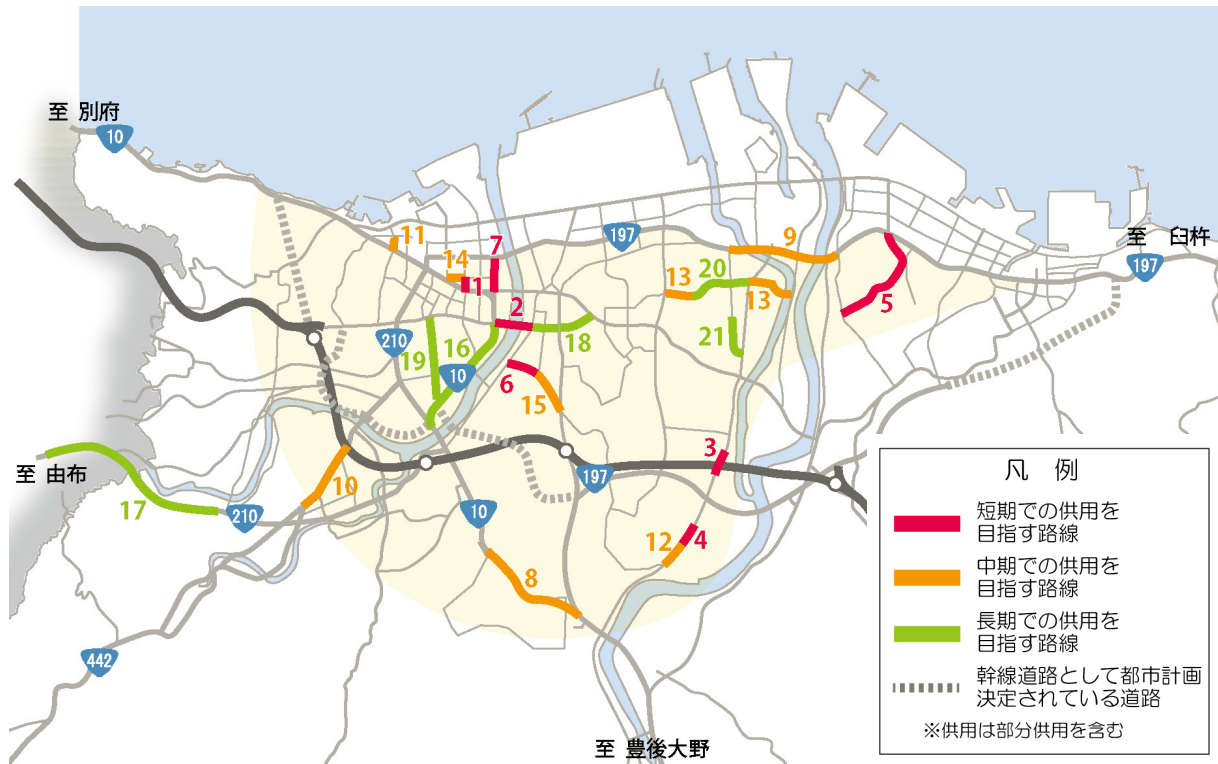 至 別府
10
11
7
197
9
至 臼杵
197
14
1
13
20
13
5
2
210
16
18
21
19
10
6
15
3
至 由布
10
197
17
210
10
12
4
8
442
至 豊後大野
凡 例
短期での供用を
目指す路線
中期での供用を
目指す路線
長期での供用を
目指す路線
幹線道路として都市計画
決定されている道路
※供用は部分供用を含む